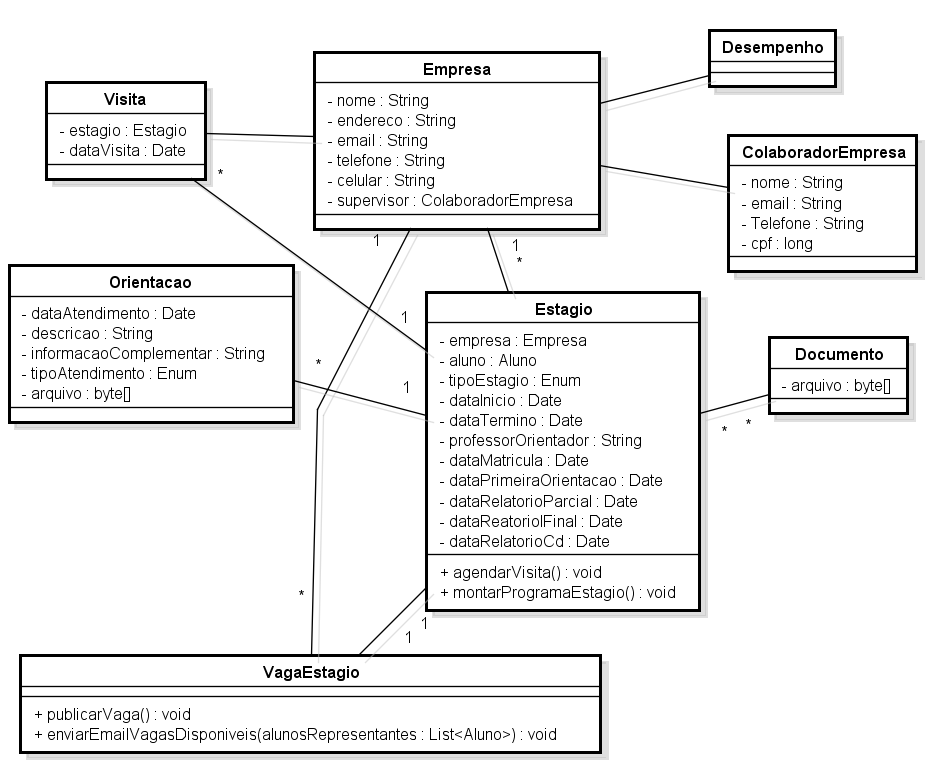 Desempenho
Empresa
- nome : String
- endereco : String
- email : String
- telefone : String
- celular : String
- supervisor : ColaboradorEmpresa
Visita
- estagio : Estagio
- dataVisita : Date
ColaboradorEmpresa
- nome : String
- email : String
- Telefone : String
- cpf : long
*
1
1
*
Orientacao
- dataAtendimento : Date
- descricao : String
- informacaoComplementar : String
- tipoAtendimento : Enum
- arquivo : byte[]
1
*
1
Estagio
- empresa : Empresa
- aluno : Aluno
- tipoEstagio : Enum
- dataInicio : Date
- dataTermino : Date
- professorOrientador : String
- dataMatricula : Date
- dataPrimeiraOrientacao : Date
- dataRelatorioParcial : Date
- dataReatoriolFinal : Date
- dataRelatorioCd : Date
+ agendarVisita() : void
+ montarProgramaEstagio() : void
Documento
- arquivo : byte[]
*
*
*
1
1
VagaEstagio
+ publicarVaga() : void
+ enviarEmailVagasDisponiveis(alunosRepresentantes : List<Aluno>) : void